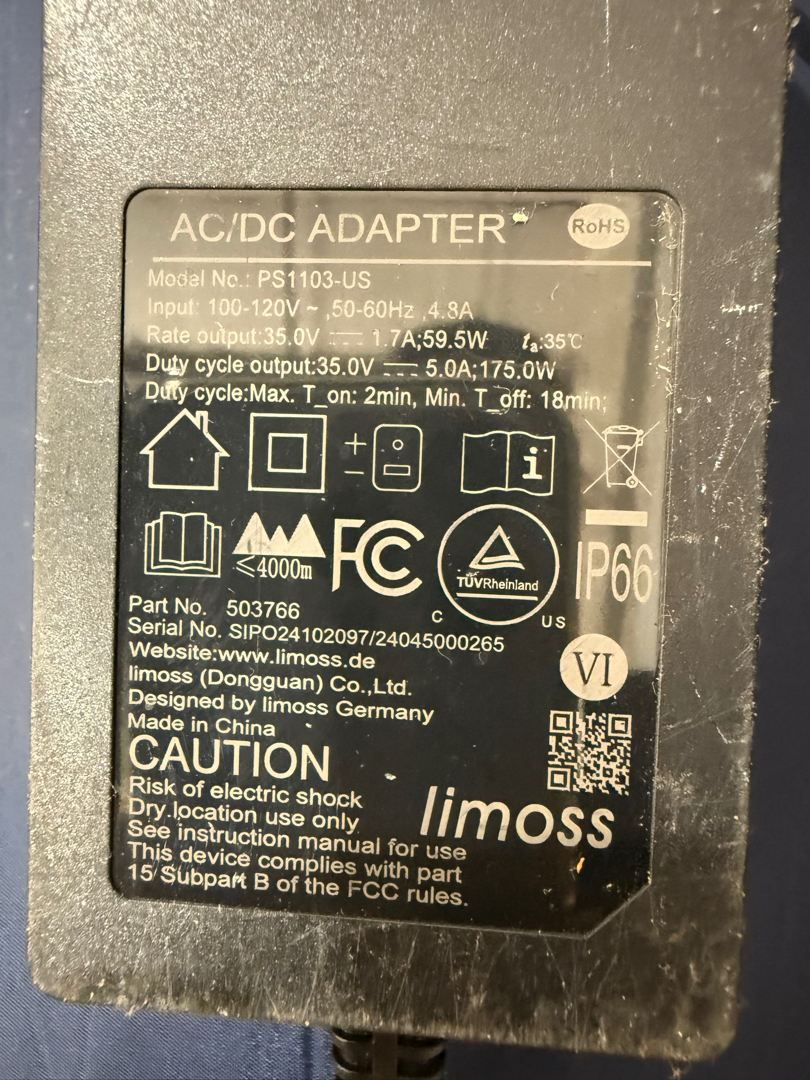 AC/DC ADAPTER
RoHS
Model No.: PS1103-US
Input: 100-120V ~ ,50-60Hz ,4.8A
Rate output:35.0V ⎓ 1.7A;59.5W ta:35℃
Duty cycle output:35.0V ⎓ 5.0A;175.0W
Duty cycle:Max. T_on: 2min, Min. T_off: 18min;
+
−
i
≤4000m
FC
TÜVRheinland
C US
IP66
Part No. 503766
Serial No. SIPO24102097/24045000265
Website:www.limoss.de
limoss (Dongguan) Co.,Ltd.
Designed by limoss Germany
Made in China
VI
CAUTION
Risk of electric shock
Dry location use only
See instruction manual for use
This device complies with part
15 Subpart B of the FCC rules.
limoss